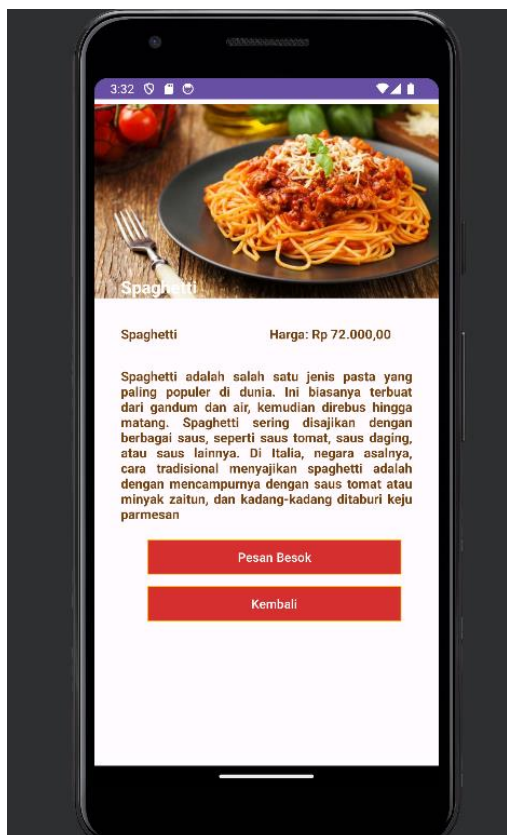 3:32
Spaghetti
Spaghetti
Harga: Rp 72.000,00
Spaghetti adalah salah satu jenis pasta yang
paling populer di dunia. Ini biasanya terbuat
dari gandum dan air, kemudian direbus hingga
matang. Spaghetti sering disajikan dengan
berbagai saus, seperti saus tomat, saus daging,
atau saus lainnya. Di Italia, negara asalnya,
cara tradisional menyajikan spaghetti adalah
dengan mencampurnya dengan saus tomat atau
minyak zaitun, dan kadang-kadang ditaburi keju
parmesan
Pesan Besok
Kembali